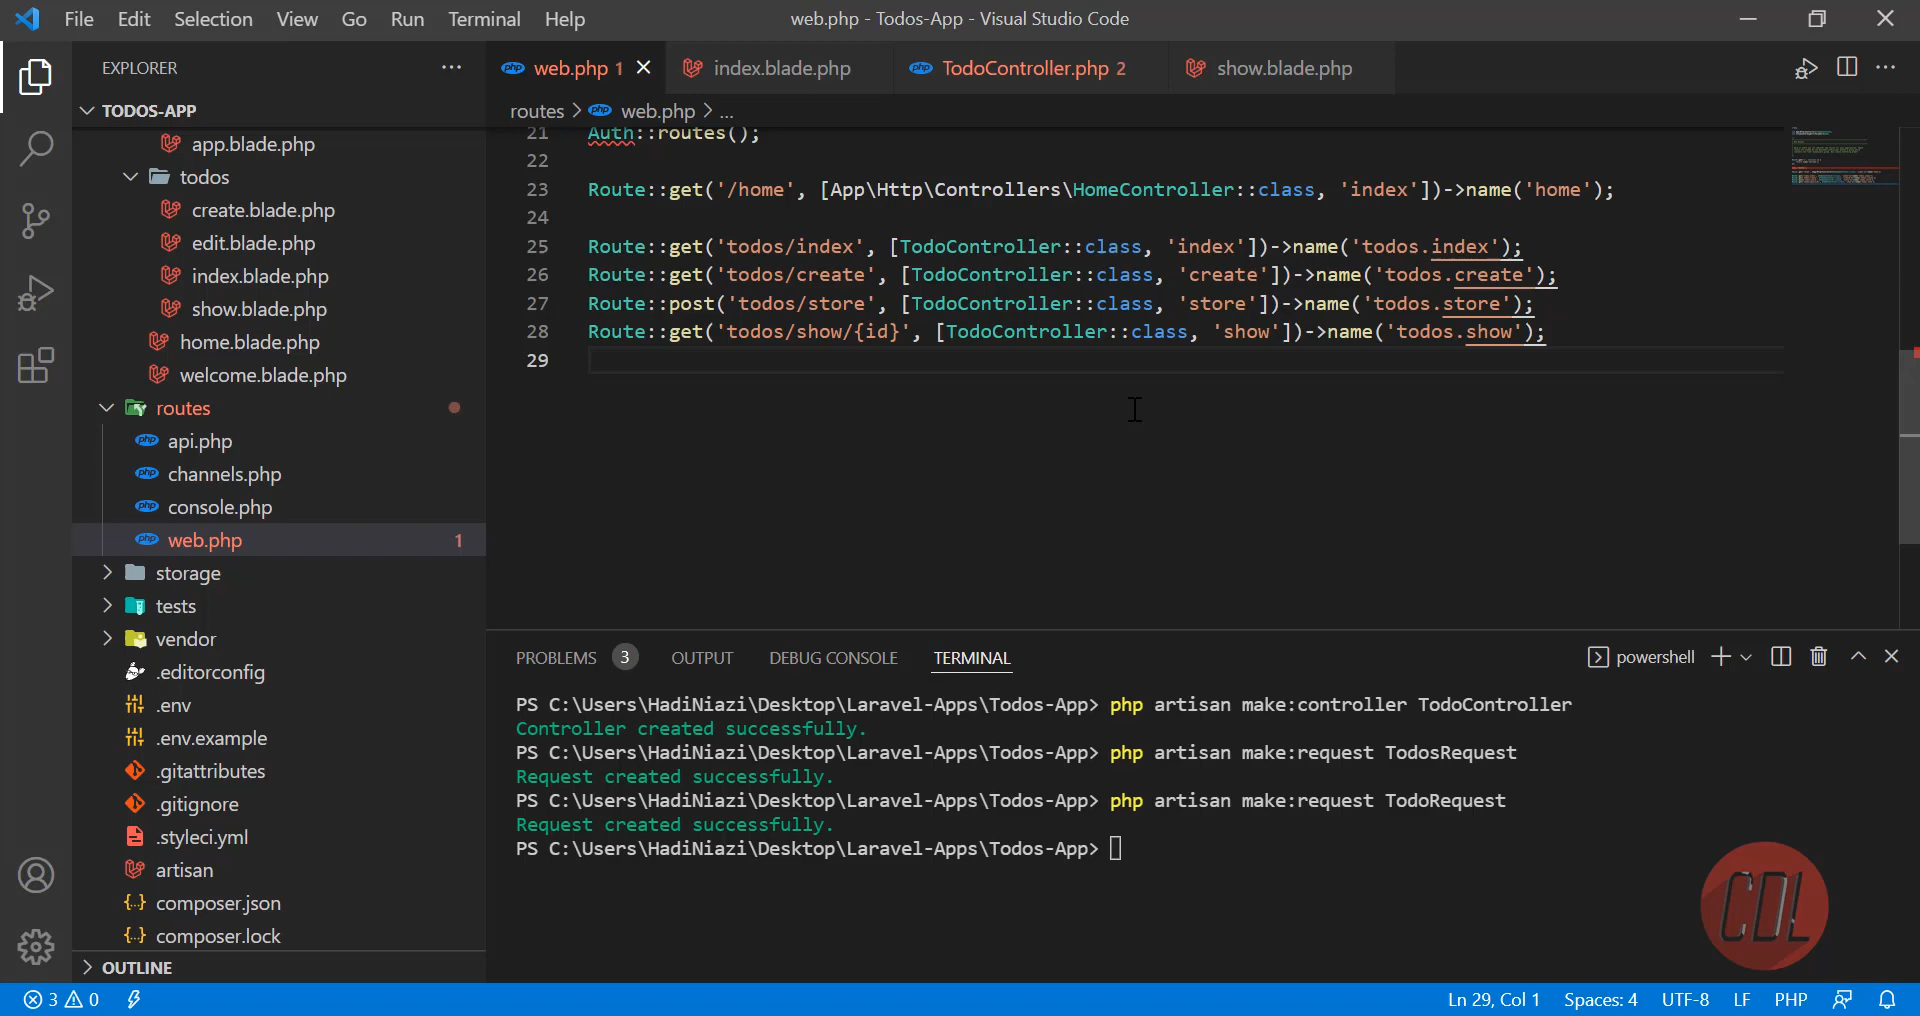 File Edit Selection View Go Run Terminal Help web.php - Todos-App - Visual Studio Code
EXPLORER
TODOS-APP
app.blade.php
todos
create.blade.php
edit.blade.php
index.blade.php
show.blade.php
home.blade.php
welcome.blade.php
routes
api.php
channels.php
console.php
web.php 1
storage
tests
vendor
.editorconfig
.env
.env.example
.gitattributes
.gitignore
.styleci.yml
artisan
composer.json
composer.lock
OUTLINE
web.php 1 index.blade.php TodoController.php 2 show.blade.php
routes > web.php > ...
21 Auth::routes();
22
23 Route::get('/home', [App\Http\Controllers\HomeController::class, 'index'])->name('home');
24
25 Route::get('todos/index', [TodoController::class, 'index'])->name('todos.index');
26 Route::get('todos/create', [TodoController::class, 'create'])->name('todos.create');
27 Route::post('todos/store', [TodoController::class, 'store'])->name('todos.store');
28 Route::get('todos/show/{id}', [TodoController::class, 'show'])->name('todos.show');
29
PROBLEMS 3 OUTPUT DEBUG CONSOLE TERMINAL powershell
PS C:\Users\HadiNiazi\Desktop\Laravel-Apps\Todos-App> php artisan make:controller TodoController
Controller created successfully.
PS C:\Users\HadiNiazi\Desktop\Laravel-Apps\Todos-App> php artisan make:request TodosRequest
Request created successfully.
PS C:\Users\HadiNiazi\Desktop\Laravel-Apps\Todos-App> php artisan make:request TodoRequest
Request created successfully.
PS C:\Users\HadiNiazi\Desktop\Laravel-Apps\Todos-App>
CDL
3 0 Ln 29, Col 1 Spaces: 4 UTF-8 LF PHP